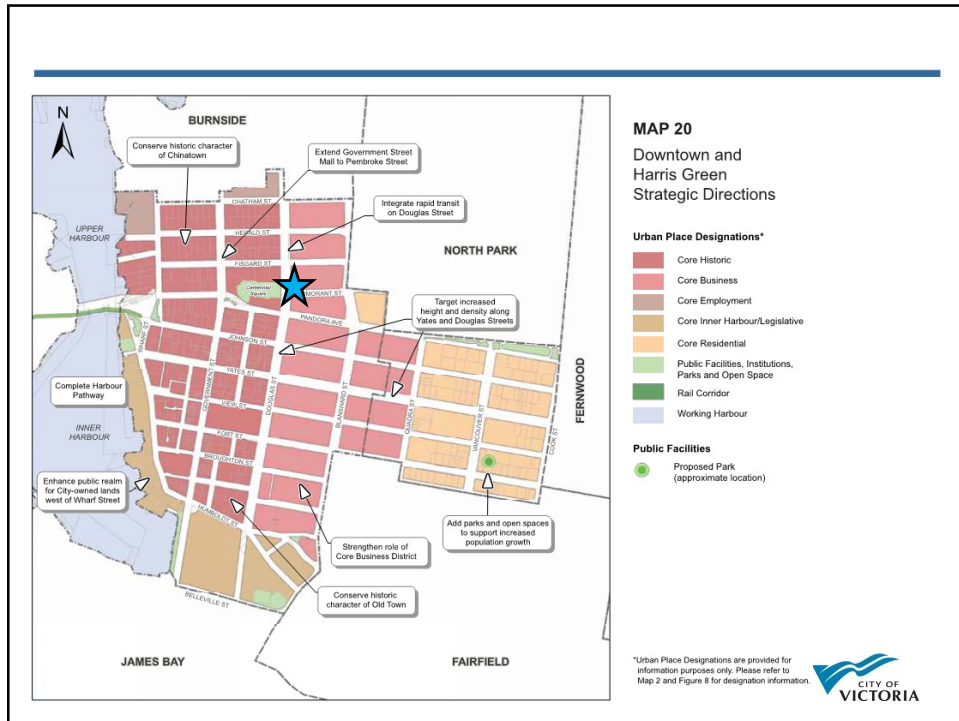 MAP 20
Downtown and
Harris Green
Strategic Directions
Urban Place Designations*
Core Historic
Core Business
Core Employment
Core Inner Harbour/Legislative
Core Residential
Public Facilities, Institutions,
Parks and Open Space
Rail Corridor
Working Harbour
Public Facilities
Proposed Park
(approximate location)
*Urban Place Designations are provided for
information purposes only. Please refer to
Map 2 and Figure 8 for designation information.
CITY OF
VICTORIA
N
BURNSIDE
Conserve historic character
of Chinatown
Extend Government Street
Mall to Pembroke Street
Integrate rapid transit
on Douglas Street
CHATHAM ST
HERALD ST
FISGARD ST
UPPER
HARBOUR
NORTH PARK
Centennial
Square
MORANT ST
PANDORA AVE
Target increased
height and density along
Yates and Douglas Streets
JOHNSON ST
WHARF ST
GOVERNMENT ST
YATES ST
VIEW ST
DOUGLAS ST
BLANSHARD ST
QUADRA ST
VANCOUVER ST
COOK ST
FERNWOOD
Complete Harbour
Pathway
FORT ST
BROUGHTON ST
INNER
HARBOUR
Enhance public realm
for City-owned lands
west of Wharf Street
HUMBOLDT ST
Add parks and open spaces
to support increased
population growth
Strengthen role of
Core Business District
Conserve historic
character of Old Town
BELLEVILLE ST
JAMES BAY
FAIRFIELD